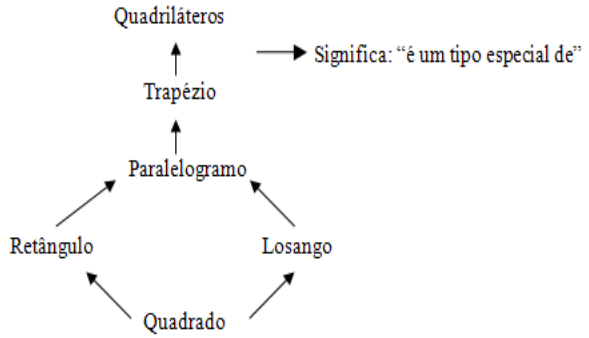 Quadriláteros
Significa: “é um tipo especial de”
Trapézio
Paralelogramo
Retângulo
Losango
Quadrado